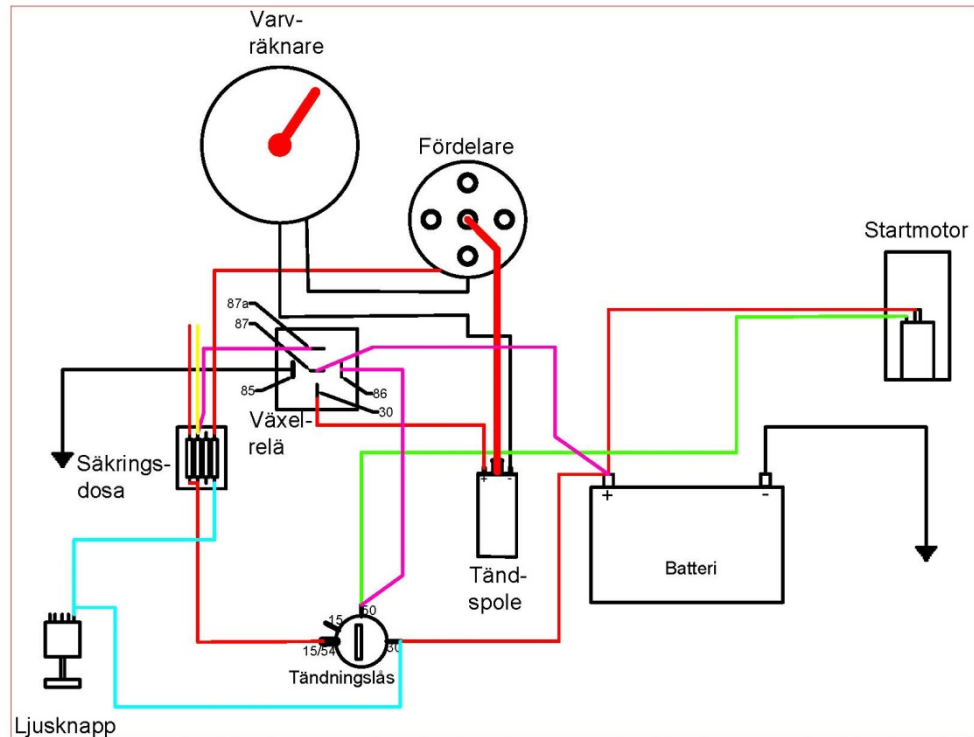 Varv-
räknare
Fördelare
Startmotor
87a
87
85
86
30
Växel-
relä
Säkrings-
dosa
+ -
Tänd-
spole
+ -
Batteri
50
15
15/54
30
Tändningslås
Ljusknapp